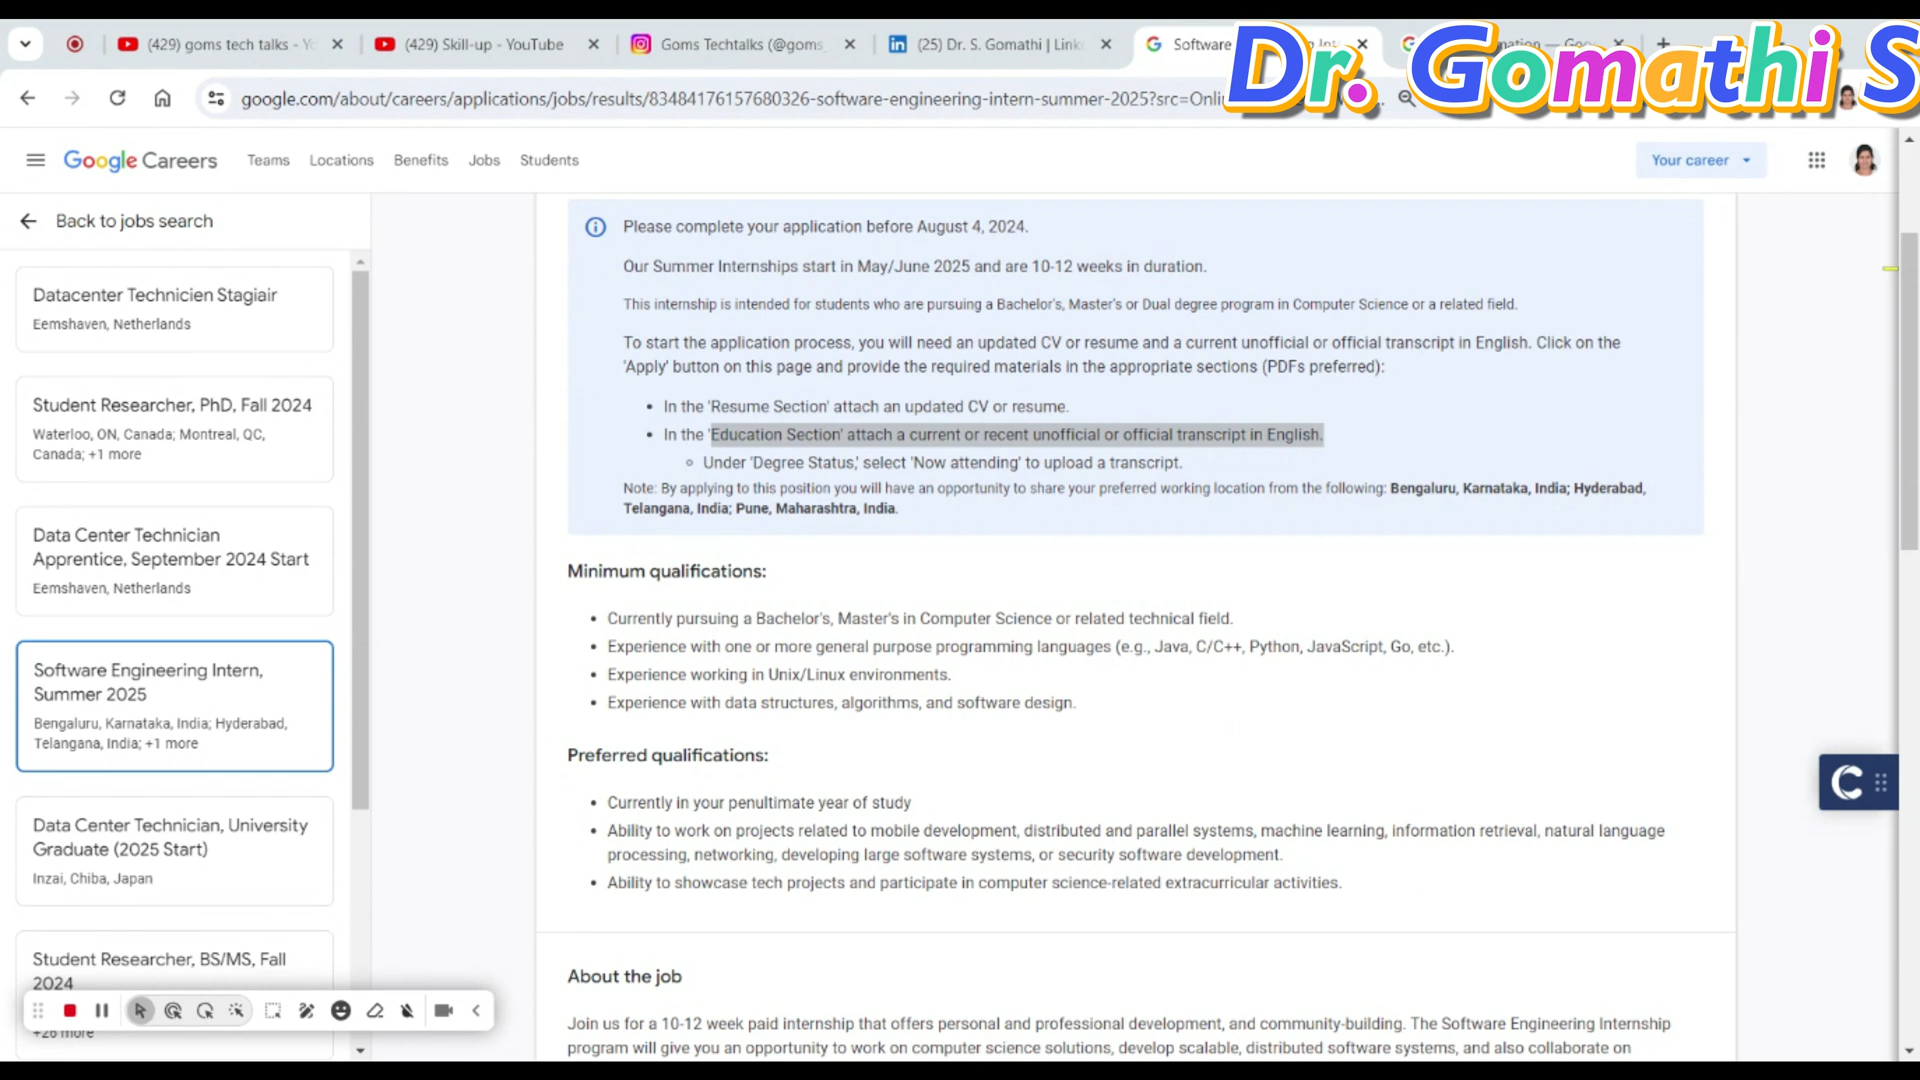 (429) goms tech talks - Yo
(429) Skill-up - YouTube
Goms Techtalks (@goms_
(25) Dr. S. Gomathi | Linke
Software
Dr. Gomathi S
google.com/about/careers/applications/jobs/results/83484176157680326-software-engineering-intern-summer-2025?src=Onli
Google Careers
Teams
Locations
Benefits
Jobs
Students
Your career
Back to jobs search
Datacenter Technicien Stagiair
Eemshaven, Netherlands
Student Researcher, PhD, Fall 2024
Waterloo, ON, Canada; Montreal, QC,
Canada; +1 more
Data Center Technician
Apprentice, September 2024 Start
Eemshaven, Netherlands
Software Engineering Intern,
Summer 2025
Bengaluru, Karnataka, India; Hyderabad,
Telangana, India; +1 more
Data Center Technician, University
Graduate (2025 Start)
Inzai, Chiba, Japan
Student Researcher, BS/MS, Fall
2024
+26 more
Please complete your application before August 4, 2024.
Our Summer Internships start in May/June 2025 and are 10-12 weeks in duration.
This internship is intended for students who are pursuing a Bachelor's, Master's or Dual degree program in Computer Science or a related field.
To start the application process, you will need an updated CV or resume and a current unofficial or official transcript in English. Click on the
'Apply' button on this page and provide the required materials in the appropriate sections (PDFs preferred):
• In the 'Resume Section' attach an updated CV or resume.
• In the 'Education Section' attach a current or recent unofficial or official transcript in English.
Under 'Degree Status,' select 'Now attending' to upload a transcript.
Note: By applying to this position you will have an opportunity to share your preferred working location from the following: Bengaluru, Karnataka, India; Hyderabad,
Telangana, India; Pune, Maharashtra, India.
Minimum qualifications:
• Currently pursuing a Bachelor's, Master's in Computer Science or related technical field.
• Experience with one or more general purpose programming languages (e.g., Java, C/C++, Python, JavaScript, Go, etc.).
• Experience working in Unix/Linux environments.
• Experience with data structures, algorithms, and software design.
Preferred qualifications:
• Currently in your penultimate year of study
• Ability to work on projects related to mobile development, distributed and parallel systems, machine learning, information retrieval, natural language
processing, networking, developing large software systems, or security software development.
• Ability to showcase tech projects and participate in computer science-related extracurricular activities.
About the job
Join us for a 10-12 week paid internship that offers personal and professional development, and community-building. The Software Engineering Internship
program will give you an opportunity to work on computer science solutions, develop scalable, distributed software systems, and also collaborate on